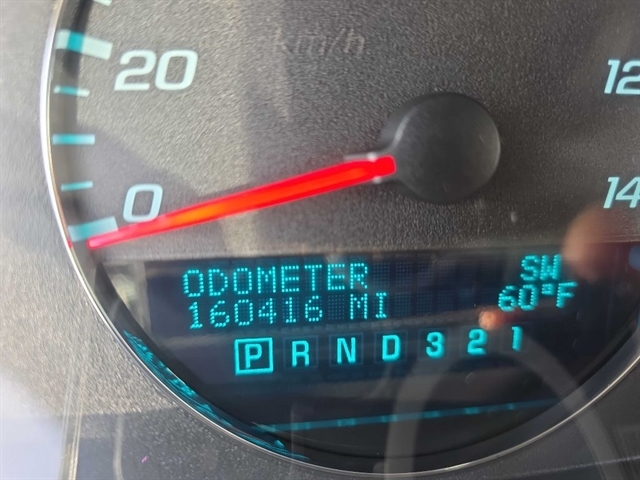 km/h
20
12
0
14
ODOMETER
SW
160416 MI
60°F
P R N D 3 2 1